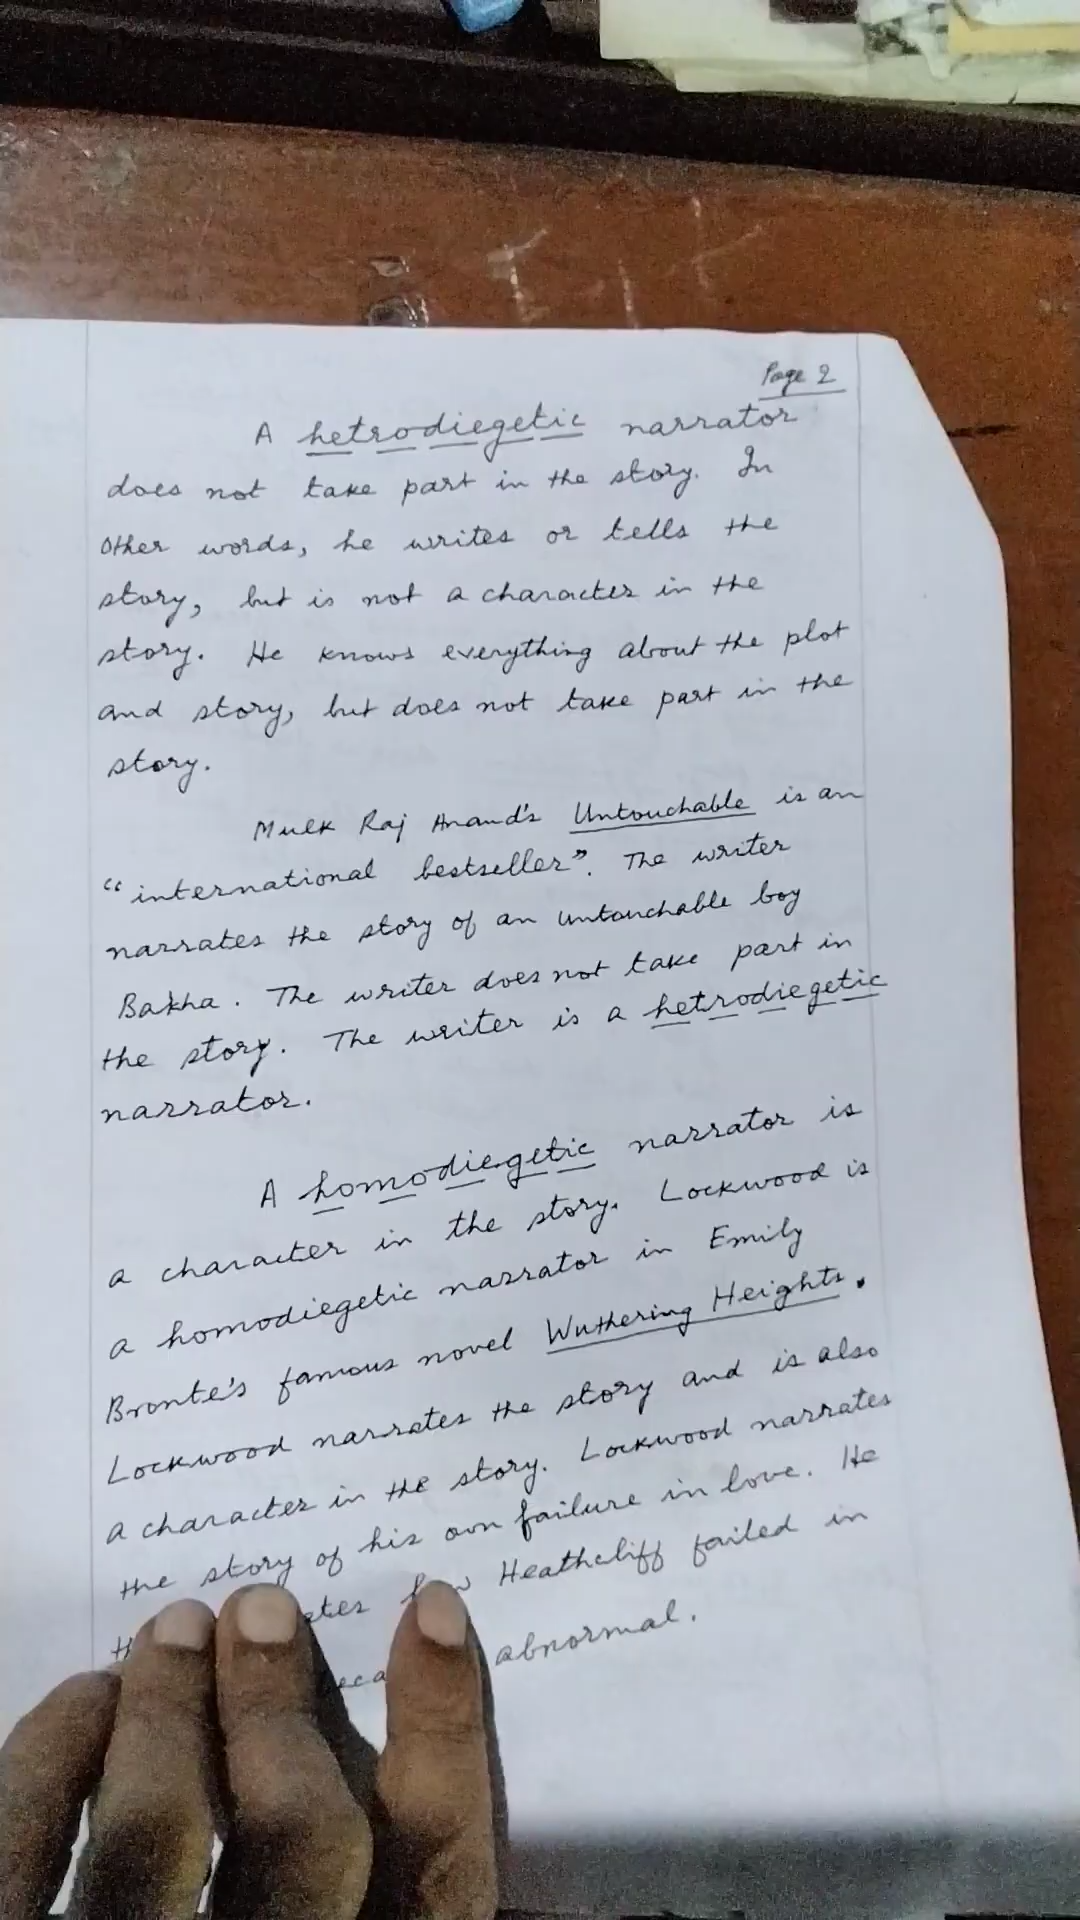 Page 2
A hetrodiegetic narrator
does not take part in the story. In
other words, he writes or tells the
story, but is not a character in the
story. He knows everything about the plot
and story, but does not take part in the
story.
Mulk Raj Anand's Untouchable is an
"international bestseller". The writer
narrates the story of an untouchable boy
Bakha. The writer does not take part in
the story. The writer is a hetrodiegetic
narrator.
A homodiegetic narrator is
a character in the story. Lockwood is
a homodiegetic narrator in Emily
Bronte's famous novel Wuthering Heights.
Lockwood narrates the story and is also
a character in the story. Lockwood narrates
the story of his own failure in love. He
Heathcliff failed in
abnormal.